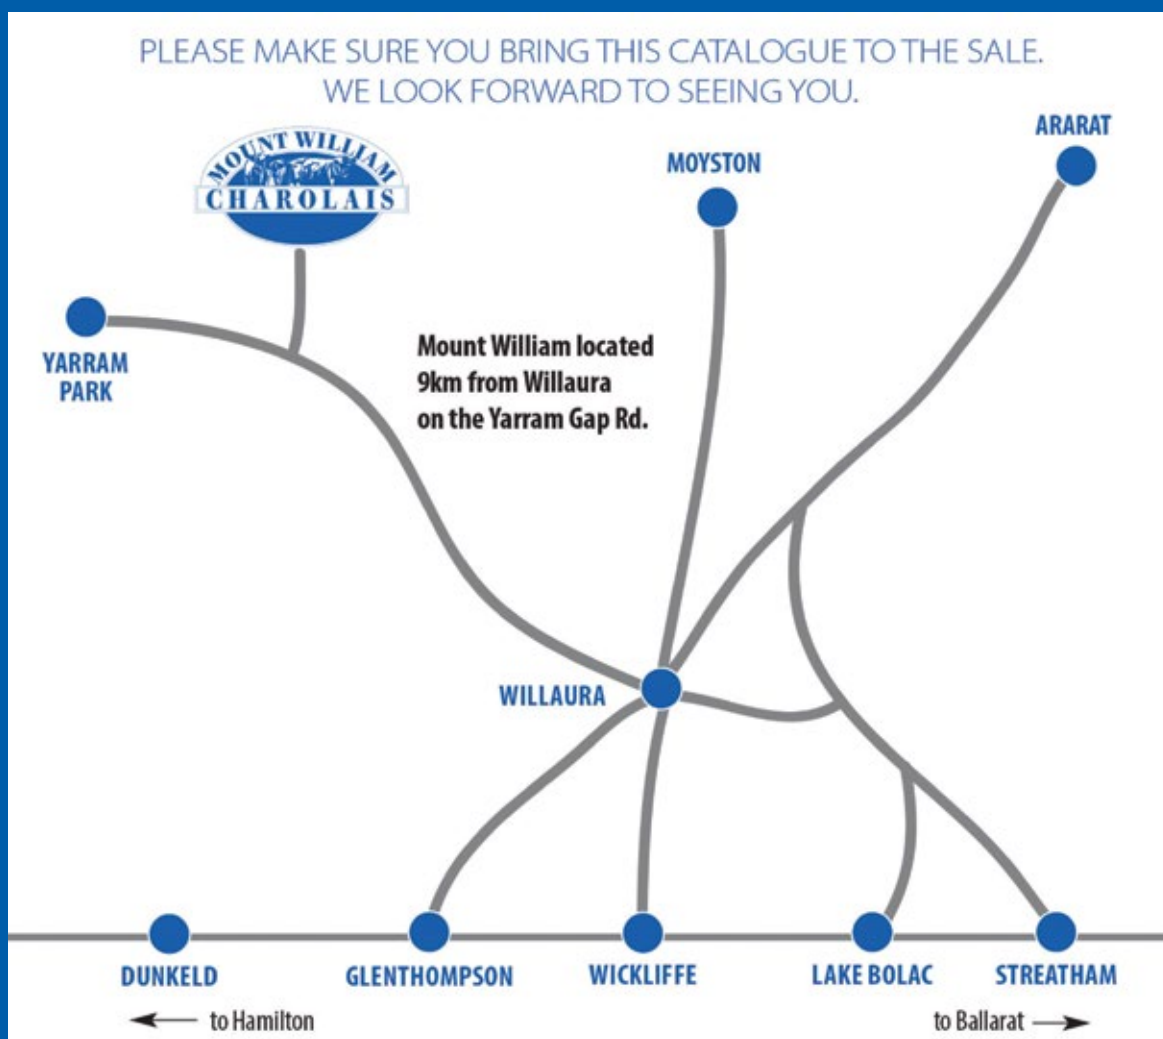 PLEASE MAKE SURE YOU BRING THIS CATALOGUE TO THE SALE.
WE LOOK FORWARD TO SEEING YOU.
ARARAT
MOUNT WILLIAM
CHAROLAIS
MOYSTON
Mount William located
9km from Willaura
on the Yarram Gap Rd.
YARRAM
PARK
WILLAURA
DUNKELD
GLENTHOMPSON
WICKLIFFE
LAKE BOLAC
STREATHAM
to Hamilton
to Ballarat